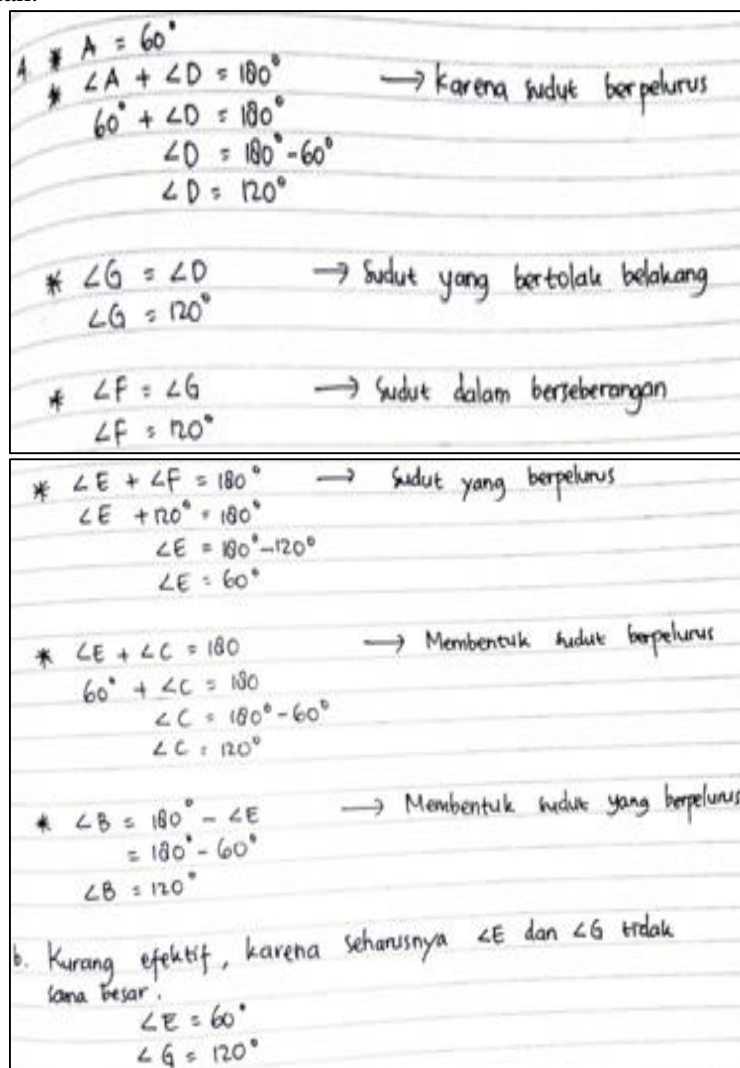 4. * A = 60°
* ∠A + ∠D = 180° → Karena sudut berpelurus
60° + ∠D = 180°
∠D = 180° - 60°
∠D = 120°
* ∠G = ∠D → Sudut yang bertolak belakang
∠G = 120°
* ∠F = ∠G → Sudut dalam berseberangan
∠F = 120°
* ∠E + ∠F = 180° → Sudut yang berpelurus
∠E + 120° = 180°
∠E = 180° - 120°
∠E = 60°
* ∠E + ∠C = 180 → Membentuk sudut berpelurus
60° + ∠C = 180
∠C = 180° - 60°
∠C = 120°
* ∠B = 180° - ∠E → Membentuk sudut yang berpelurus
= 180° - 60°
∠B = 120°
b. Kurang efektif, karena seharusnya ∠E dan ∠G tidak
sama besar.
∠E = 60°
∠G = 120°